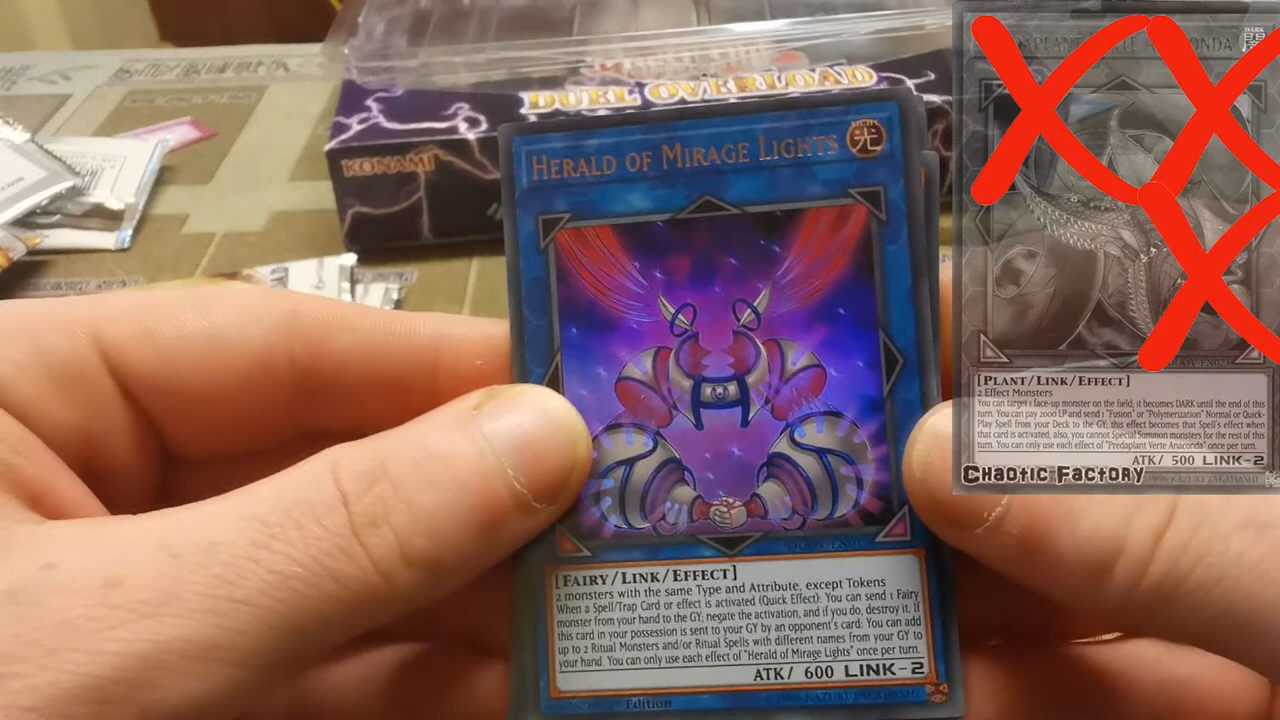 DUEL OVERLOAD
KONAMI
HERALD OF MIRAGE LIGHTS
LIGHT
光
[FAIRY/LINK/EFFECT]
2 monsters with the same Type and Attribute, except Tokens
When a Spell/Trap Card or effect is activated (Quick Effect): You can send 1 Fairy
monster from your hand to the GY; negate the activation, and if you do, destroy it. If
this card in your possession is sent to your GY by an opponent's card: You can add
up to 2 Ritual Monsters and/or Ritual Spells with different names from your GY to
your hand. You can only use each effect of "Herald of Mirage Lights" once per turn.
ATK/ 600 LINK-2
Edition
©1996 KAZUKI TAKAHASHI
DARK
闇
[PLANT/LINK/EFFECT]
2 Effect Monsters
You can target 1 face-up monster on the field; it becomes DARK until the end of this
turn. You can pay 2000 LP and send 1 "Fusion" or "Polymerization" Normal or Quick-
Play Spell from your Deck to the GY; this effect becomes that Spell's effect when
that card is activated, also, you cannot Special Summon monsters for the rest of this
turn. You can only use each effect of "Predaplant Verte Anaconda" once per turn.
ATK/ 500 LINK-2
CHAOTIC FACTORY
©1996 KAZUKI TAKAHASHI